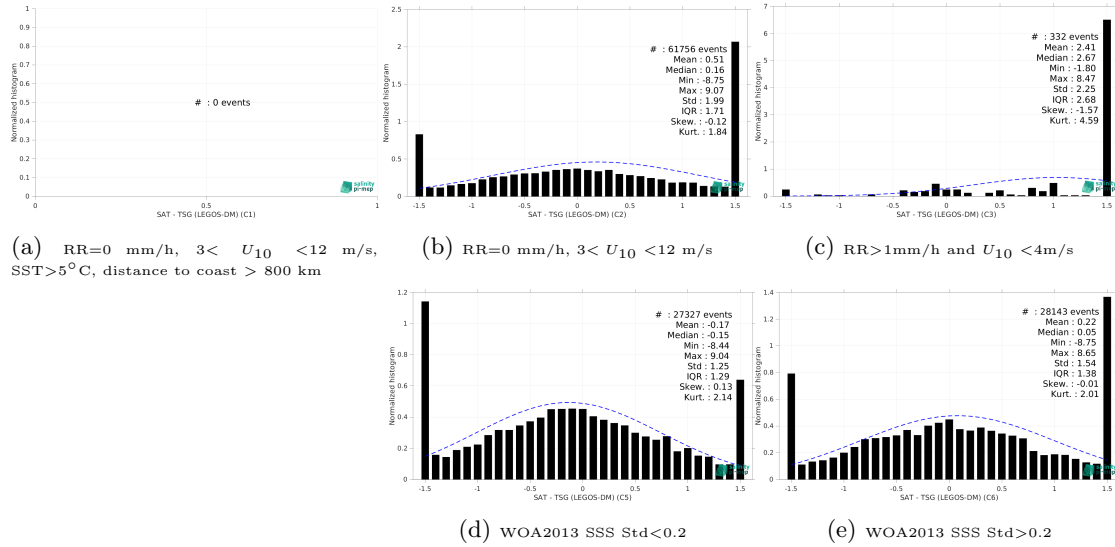 1
0.9
0.8
0.7
0.6
0.5
0.4
0.3
0.2
0.1
0
Normalized histogram
# : 0 events
salinity
pi-mep
0
0.5
1
SAT - TSG (LEGOS-DM) (C1)
(a) RR=0 mm/h, 3< U10 <12 m/s,
SST>5°C, distance to coast > 800 km
2.5
2
1.5
1
0.5
0
Normalized histogram
# : 61756 events
Mean : 0.51
Median : 0.16
Min : -8.75
Max : 9.07
Std : 1.99
IQR : 1.71
Skew. : -0.12
Kurt. : 1.84
salinity
pi-mep
-1.5
-1
-0.5
0
0.5
1
1.5
SAT - TSG (LEGOS-DM) (C2)
(b) RR=0 mm/h, 3< U10 <12 m/s
7
6
5
4
3
2
1
0
Normalized histogram
# : 332 events
Mean : 2.41
Median : 2.67
Min : -1.80
Max : 8.47
Std : 2.25
IQR : 2.68
Skew. : -1.57
Kurt. : 4.59
salinity
pi-mep
-1.5
-1
-0.5
0
0.5
1
1.5
SAT - TSG (LEGOS-DM) (C3)
(c) RR>1mm/h and U10 <4m/s
1.2
1
0.8
0.6
0.4
0.2
0
Normalized histogram
# : 27327 events
Mean : -0.17
Median : -0.15
Min : -8.44
Max : 9.04
Std : 1.25
IQR : 1.29
Skew. : 0.13
Kurt. : 2.14
salinity
pi-mep
-1.5
-1
-0.5
0
0.5
1
1.5
SAT - TSG (LEGOS-DM) (C5)
(d) WOA2013 SSS Std<0.2
1.4
1.2
1
0.8
0.6
0.4
0.2
0
Normalized histogram
# : 28143 events
Mean : 0.22
Median : 0.05
Min : -8.75
Max : 8.65
Std : 1.54
IQR : 1.38
Skew. : -0.01
Kurt. : 2.01
salinity
pi-mep
-1.5
-1
-0.5
0
0.5
1
1.5
SAT - TSG (LEGOS-DM) (C6)
(e) WOA2013 SSS Std>0.2